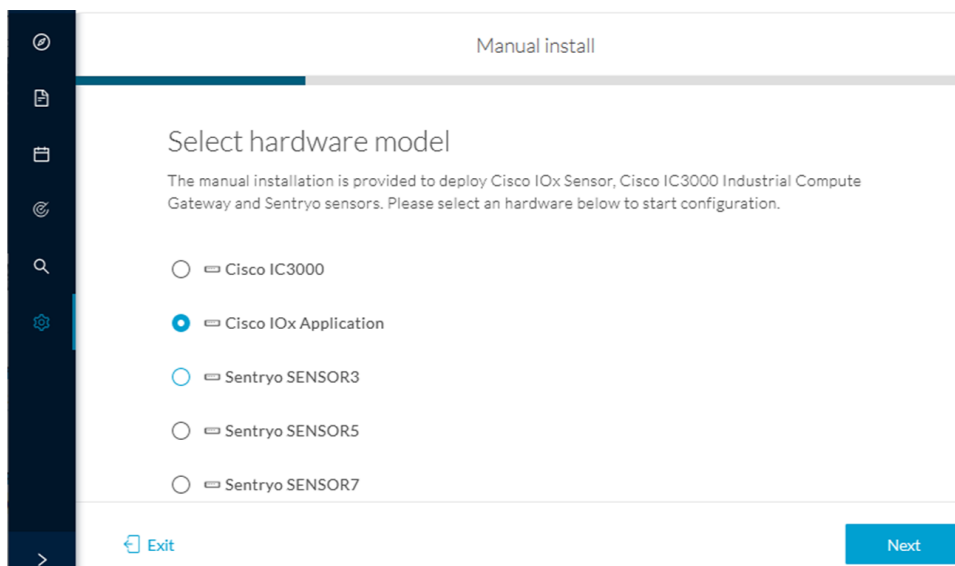 Manual install
Select hardware model
The manual installation is provided to deploy Cisco IOx Sensor, Cisco IC3000 Industrial Compute
Gateway and Sentryo sensors. Please select an hardware below to start configuration.
Cisco IC3000
Cisco IOx Application
Sentryo SENSOR3
Sentryo SENSOR5
Sentryo SENSOR7
Exit
Next